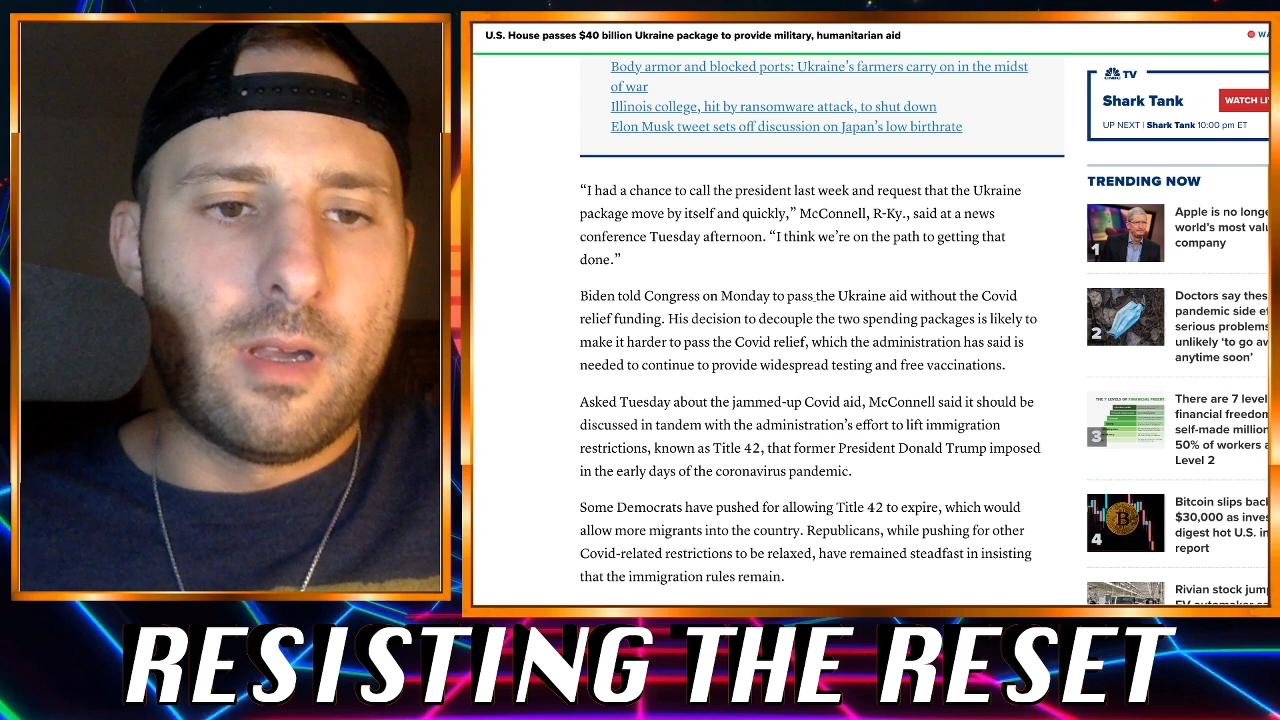 U.S. House passes $40 billion Ukraine package to provide military, humanitarian aid
Body armor and blocked ports: Ukraine’s farmers carry on in the midst
of war
Illinois college, hit by ransomware attack, to shut down
Elon Musk tweet sets off discussion on Japan’s low birthrate
“I had a chance to call the president last week and request that the Ukraine
package move by itself and quickly,” McConnell, R-Ky., said at a news
conference Tuesday afternoon. “I think we’re on the path to getting that
done.”
Biden told Congress on Monday to pass the Ukraine aid without the Covid
relief funding. His decision to decouple the two spending packages is likely to
make it harder to pass the Covid relief, which the administration has said is
needed to continue to provide widespread testing and free vaccinations.
Asked Tuesday about the jammed-up Covid aid, McConnell said it should be
discussed in tandem with the administration’s effort to lift immigration
restrictions, known as Title 42, that former President Donald Trump imposed
in the early days of the coronavirus pandemic.
Some Democrats have pushed for allowing Title 42 to expire, which would
allow more migrants into the country. Republicans, while pushing for other
Covid-related restrictions to be relaxed, have remained steadfast in insisting
that the immigration rules remain.
TV
Shark Tank
WATCH
UP NEXT | Shark Tank 10:00 pm ET
TRENDING NOW
1
Apple is no
world’s most
company
2
Doctors say
pandemic side
serious problems
unlikely ‘to go
anytime soon’
3
There are 7
financial freedom
self-made
50% of workers
Level 2
4
Bitcoin slips
$30,000 as
digest hot U.S.
report
Rivian stock
RESISTING THE RESET